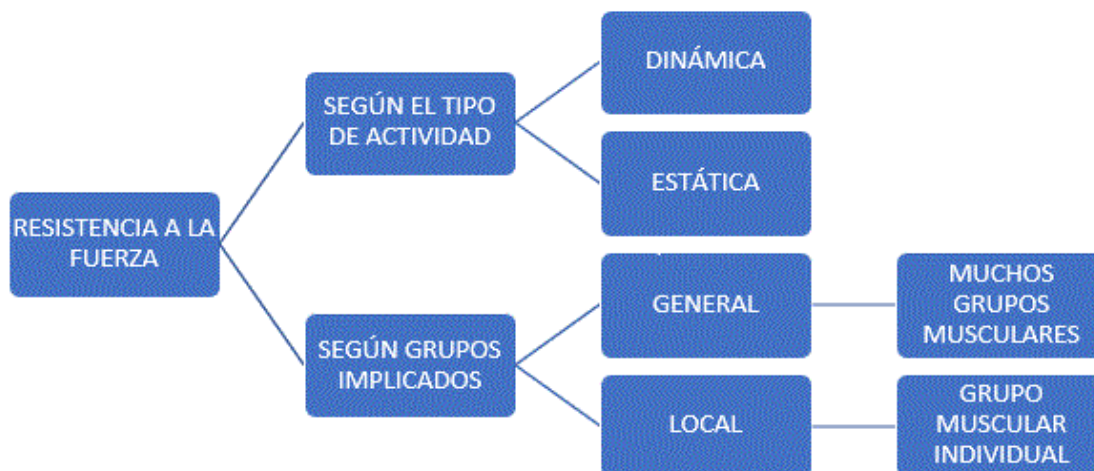 RESISTENCIA A LA
FUERZA
SEGÚN EL TIPO
DE ACTIVIDAD
DINÁMICA
ESTÁTICA
SEGÚN GRUPOS
IMPLICADOS
GENERAL
MUCHOS
GRUPOS
MUSCULARES
LOCAL
GRUPO
MUSCULAR
INDIVIDUAL